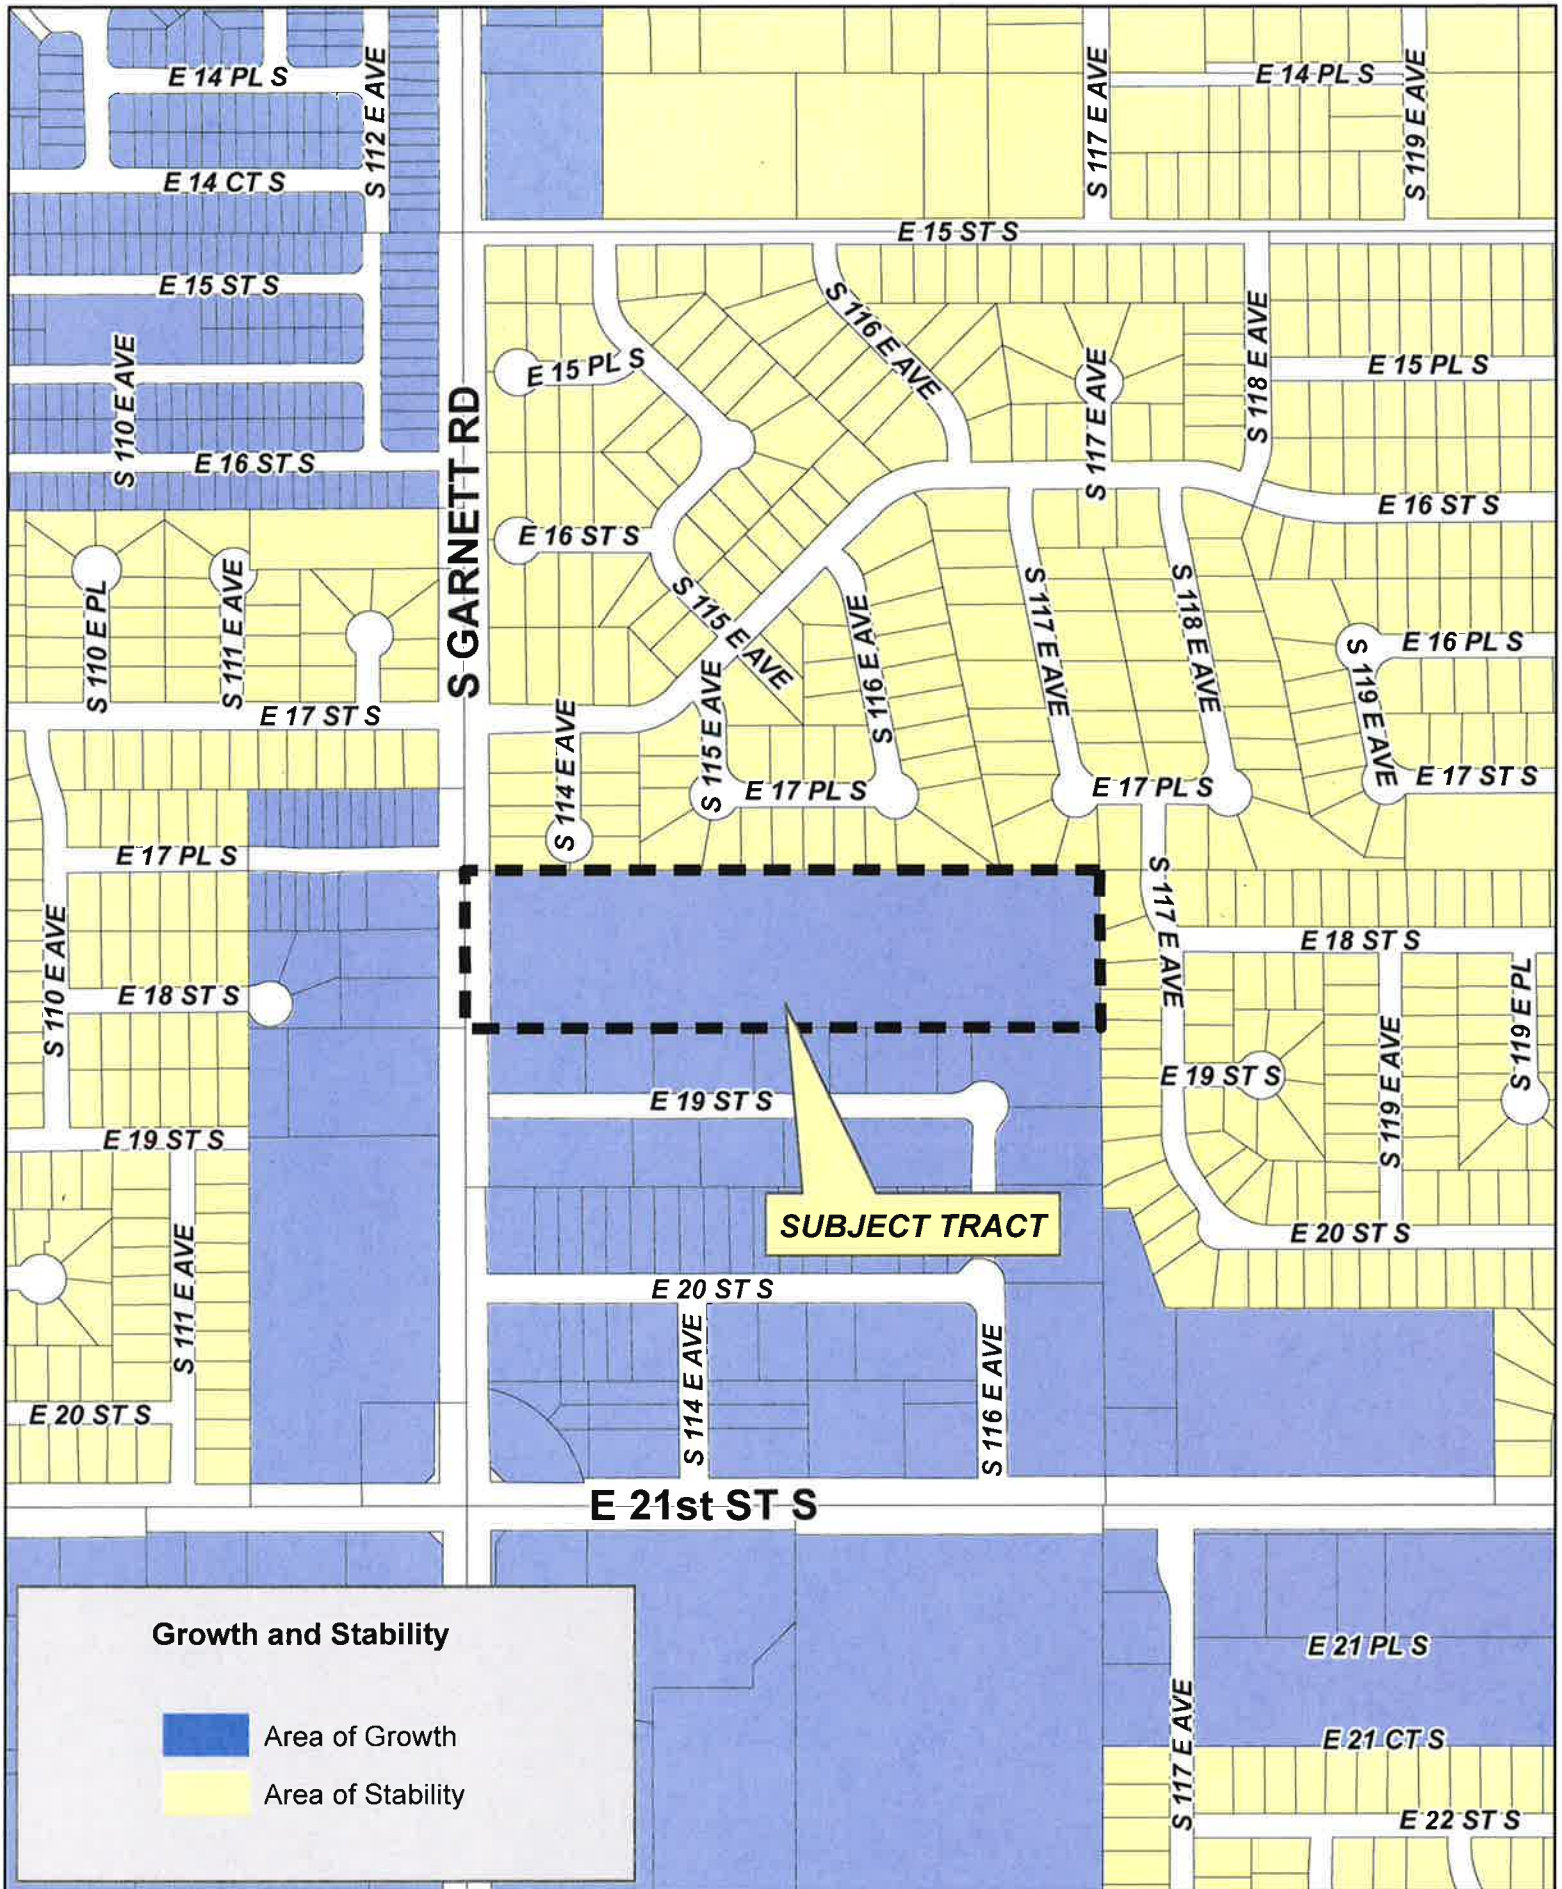 E 14 PL S
S 112 E AVE
S 117 E AVE
E 14 PL S
S 119 E AVE
E 14 CT S
E 15 ST S
E 15 ST S
S 116 E AVE
S 118 E AVE
S 110 E AVE
E 15 PL S
S 117 E AVE
E 15 PL S
S GARNETT RD
E 16 ST S
E 16 ST S
E 16 ST S
S 110 E PL
S 111 E AVE
S 115 E AVE
S 116 E AVE
S 117 E AVE
S 118 E AVE
S 119 E AVE
E 16 PL S
E 17 ST S
S 114 E AVE
S 115 E AVE
E 17 PL S
E 17 PL S
E 17 ST S
E 17 PL S
S 117 E AVE
S 110 E AVE
E 18 ST S
E 18 ST S
S 119 E AVE
S 119 E PL
E 19 ST S
E 19 ST S
E 19 ST S
SUBJECT TRACT
S 111 E AVE
E 20 ST S
E 20 ST S
S 114 E AVE
S 116 E AVE
E 20 ST S
E 21st ST S
Growth and Stability
Area of Growth
Area of Stability
E 21 PL S
S 117 E AVE
E 21 CT S
E 22 ST S